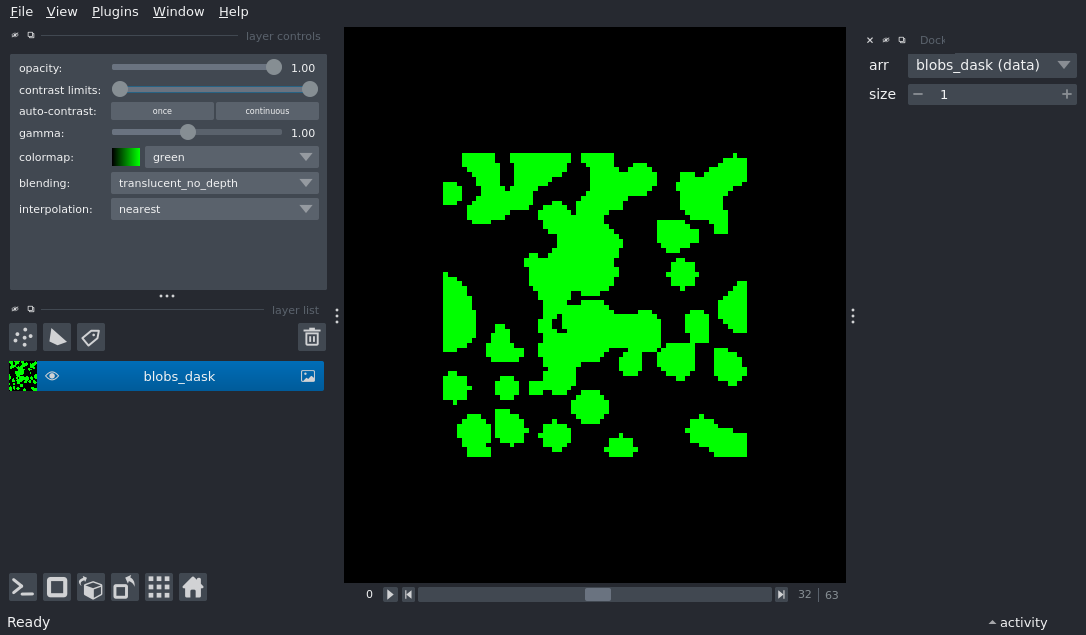 File View Plugins Window Help
layer controls
opacity: 1.00
contrast limits:
auto-contrast: once continuous
gamma: 1.00
colormap: green
blending: translucent_no_depth
interpolation: nearest
layer list
blobs_dask
0 32 63
Ready
Dock
arr blobs_dask (data)
size 1
activity